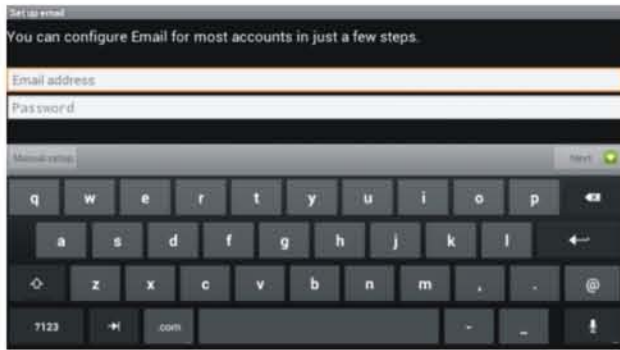 Set up email
You can configure Email for most accounts in just a few steps.
Email address
Password
Manual setup
Next
q w e r t y u i o p
a s d f g h j k l
z x c v b n m , . @
?123 .com - _